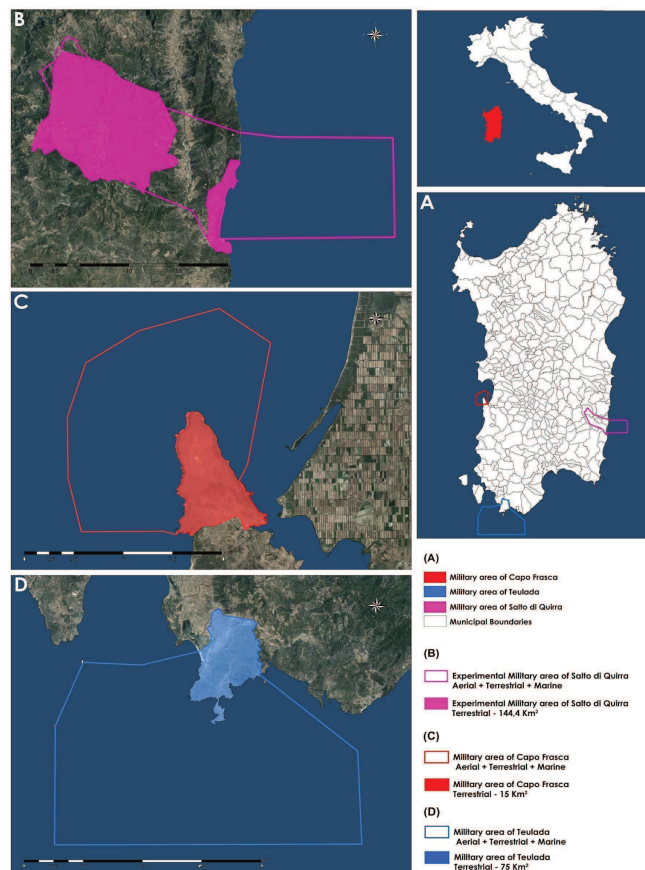 B
A
C
D
(A)
Military area of Capo Frasca
Military area of Teulada
Military area of Salto di Quirra
Municipal Boundaries
(B)
Experimental Military area of Salto di Quirra
Aerial + Terrestrial + Marine
Experimental Military area of Salto di Quirra
Terrestrial - 144,4 Km²
(C)
Military area of Capo Frasca
Aerial + Terrestrial + Marine
Military area of Capo Frasca
Terrestrial - 15 Km²
(D)
Military area of Teulada
Aerial + Terrestrial + Marine
Military area of Teulada
Terrestrial - 75 Km²